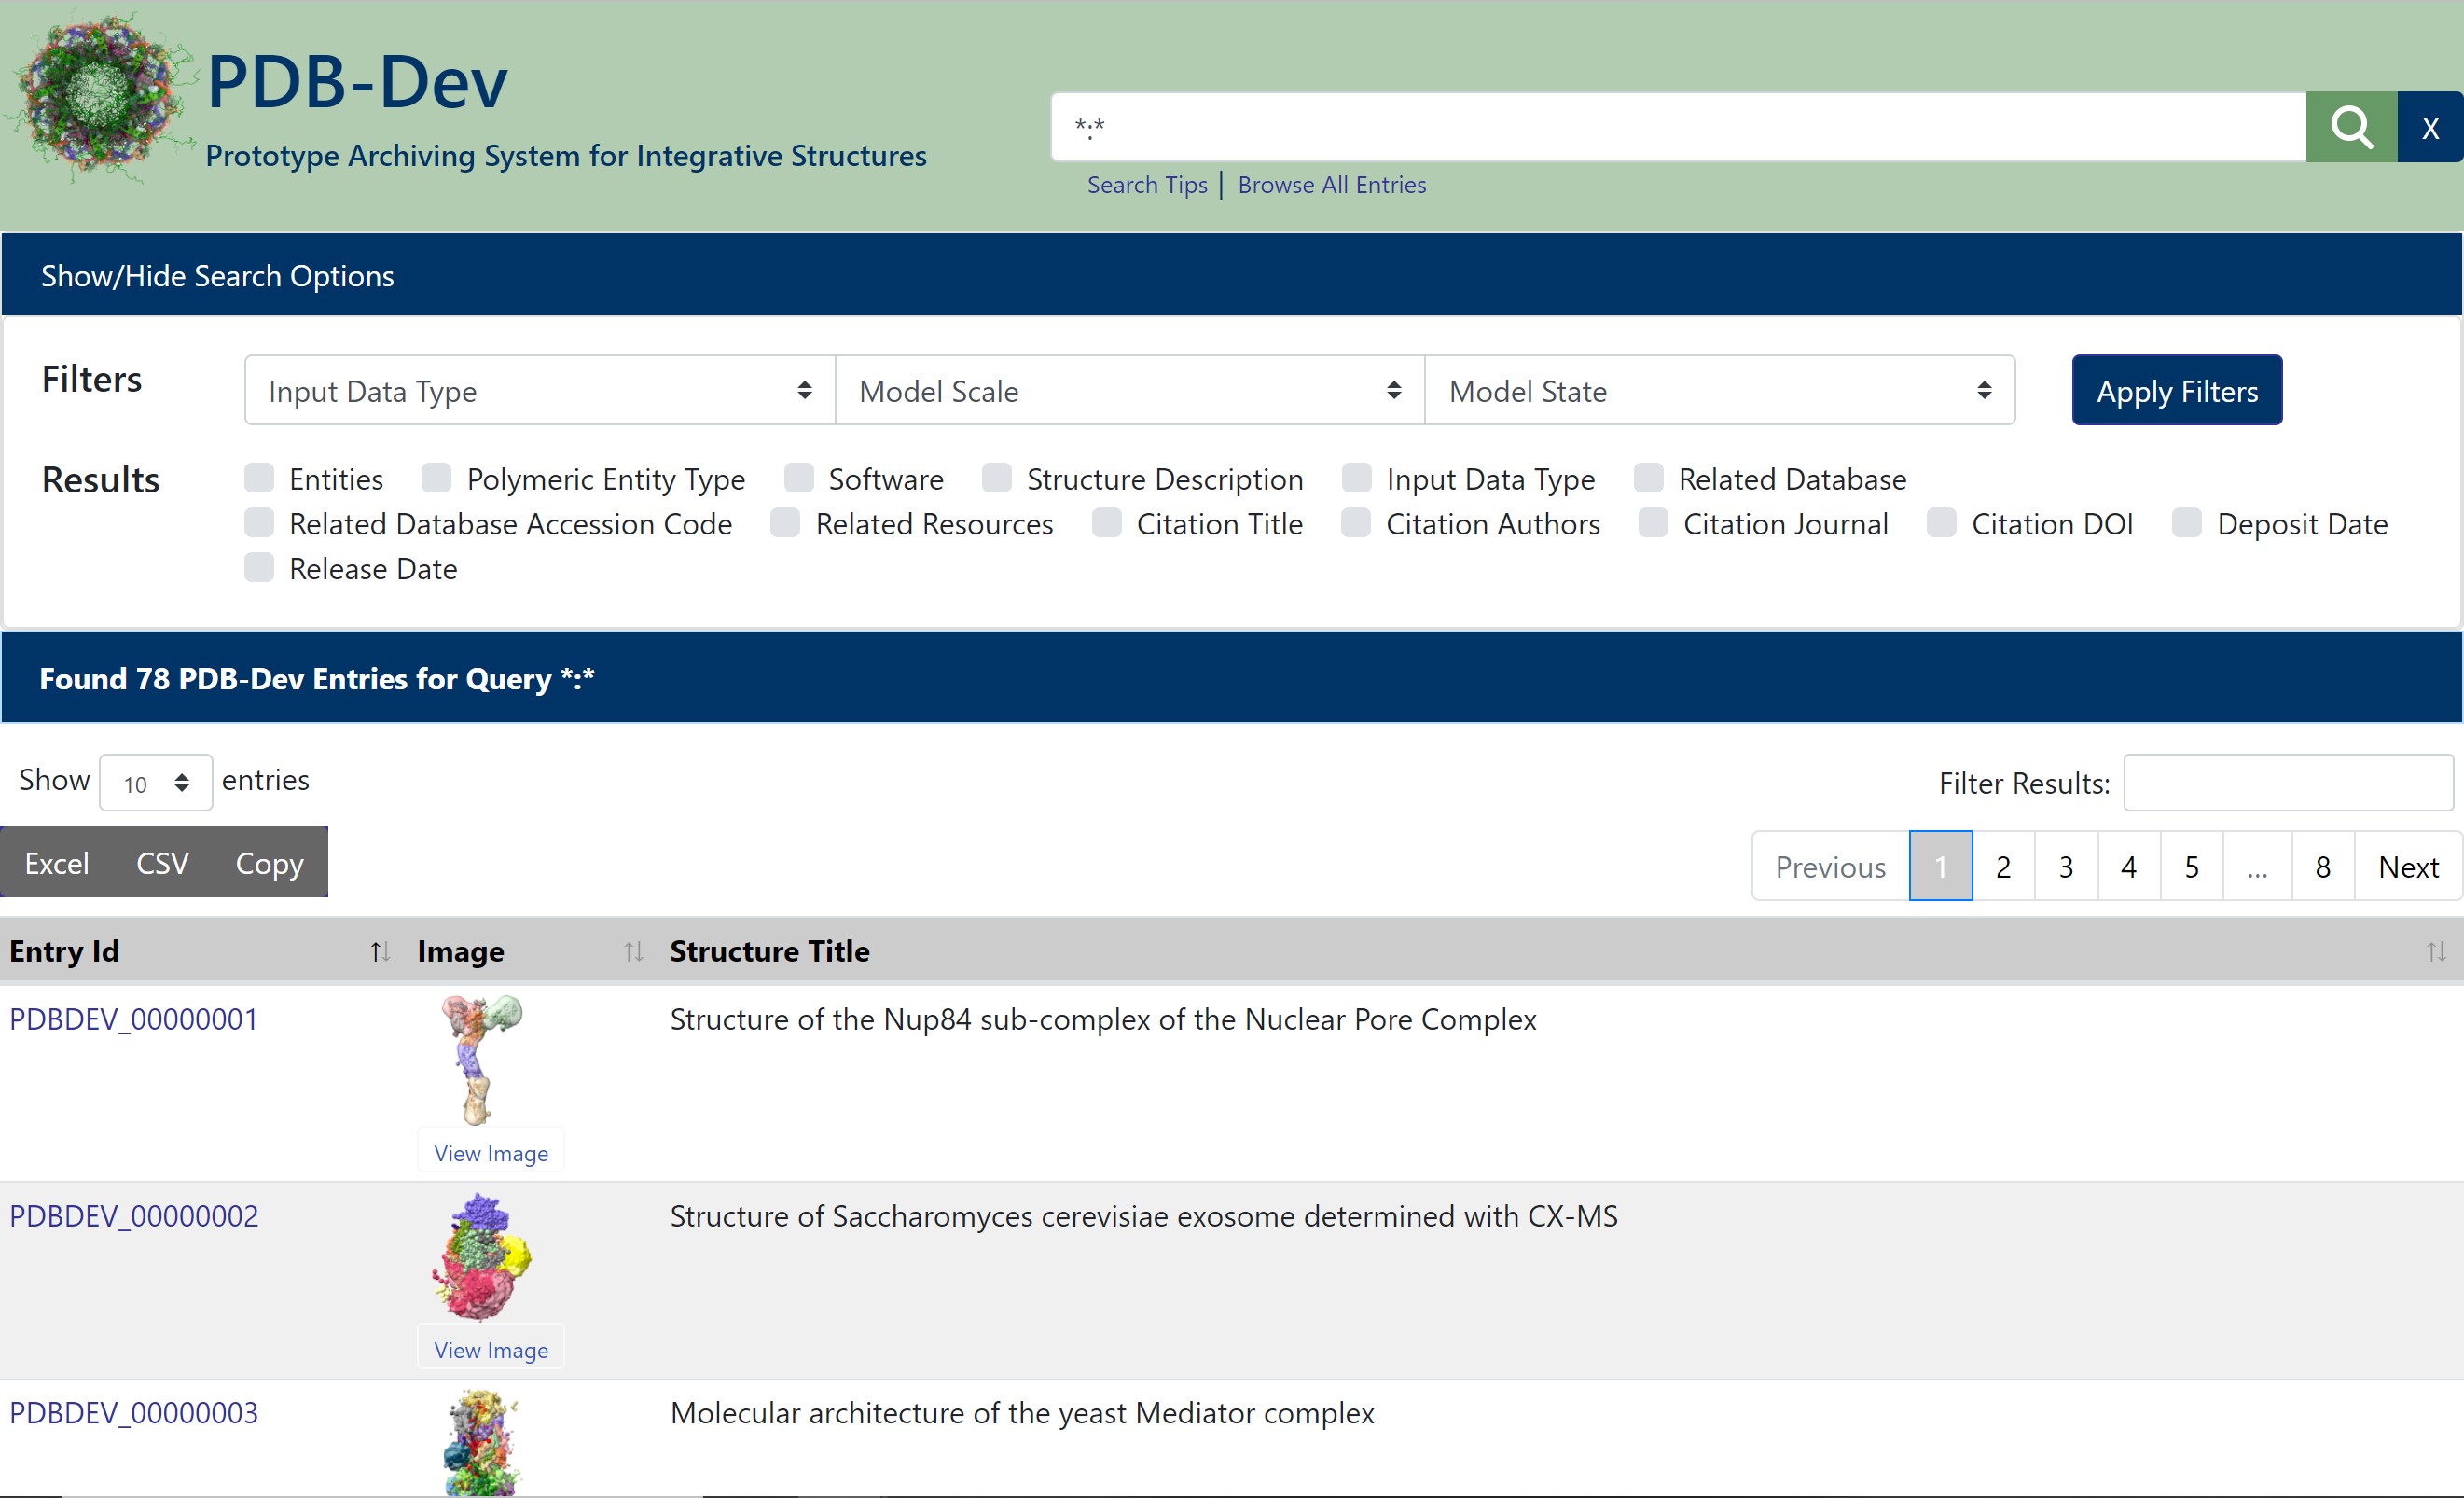 PDB-Dev
Prototype Archiving System for Integrative Structures
*:*
X
Search Tips | Browse All Entries
Show/Hide Search Options
Filters
Input Data Type
Model Scale
Model State
Apply Filters
Results
Entities Polymeric Entity Type Software Structure Description Input Data Type Related Database
Related Database Accession Code Related Resources Citation Title Citation Authors Citation Journal Citation DOI Deposit Date
Release Date
Found 78 PDB-Dev Entries for Query *:*
Show 10 entries
Filter Results:
Excel CSV Copy
Previous 1 2 3 4 5 ... 8 Next
Entry Id Image Structure Title
PDBDEV_00000001 Structure of the Nup84 sub-complex of the Nuclear Pore Complex
View Image
PDBDEV_00000002 Structure of Saccharomyces cerevisiae exosome determined with CX-MS
View Image
PDBDEV_00000003 Molecular architecture of the yeast Mediator complex